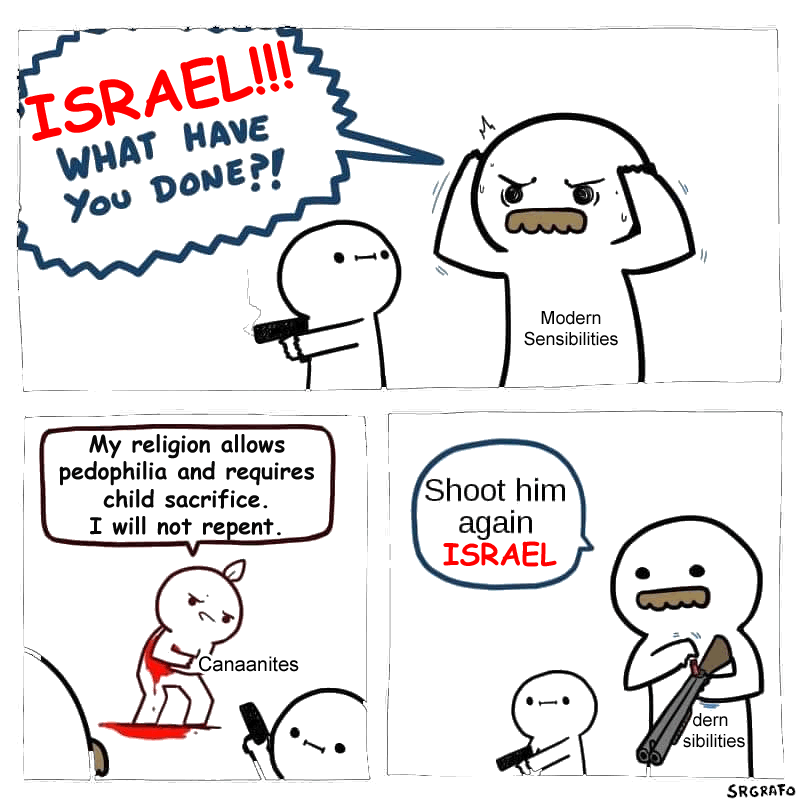 ISRAEL!!!
WHAT HAVE
YOU DONE?!
Modern
Sensibilities
My religion allows
pedophilia and requires
child sacrifice.
I will not repent.
Canaanites
Shoot him
again
ISRAEL
dern
sibilities
SRGRAFO